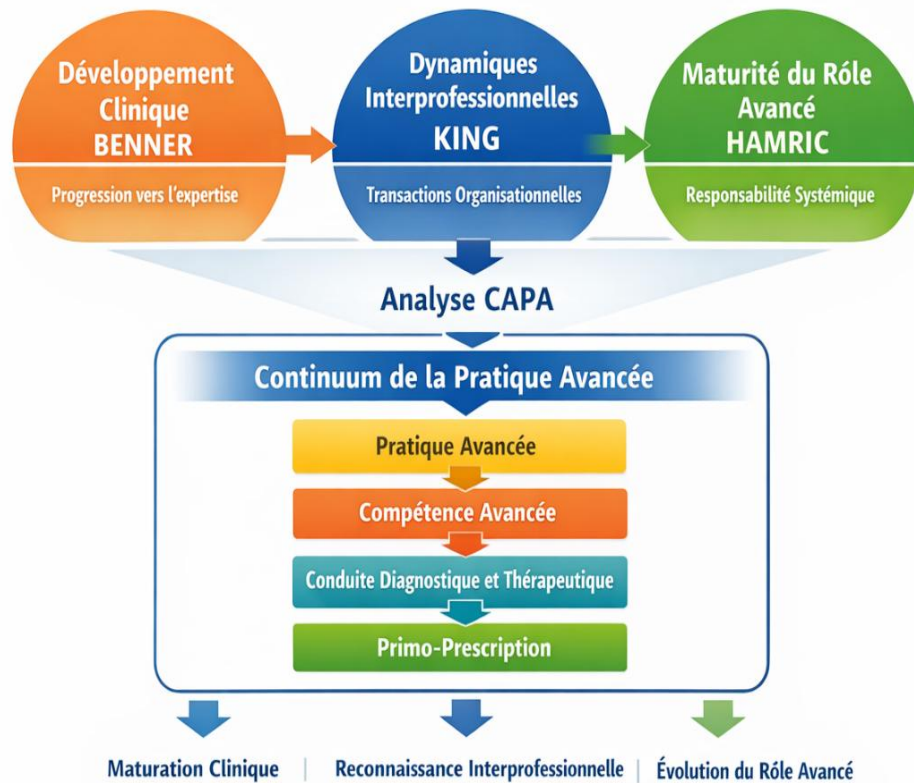 Développement
Clinique
BENNER
Progression vers l'expertise
Dynamiques
Interprofessionnelles
KING
Transactions Organisationnelles
Maturité du Róle
Avancé
HAMRIC
Responsabilité Systémique
Analyse CAPA
Continuum de la Pratique Avancée
Pratique Avancée
Compétence Avancée
Conduite Diagnostique et Thérapeutique
Primo-Prescription
Maturation Clinique | Reconnaissance Interprofessionnelle | Évolution du Rôle Avancé